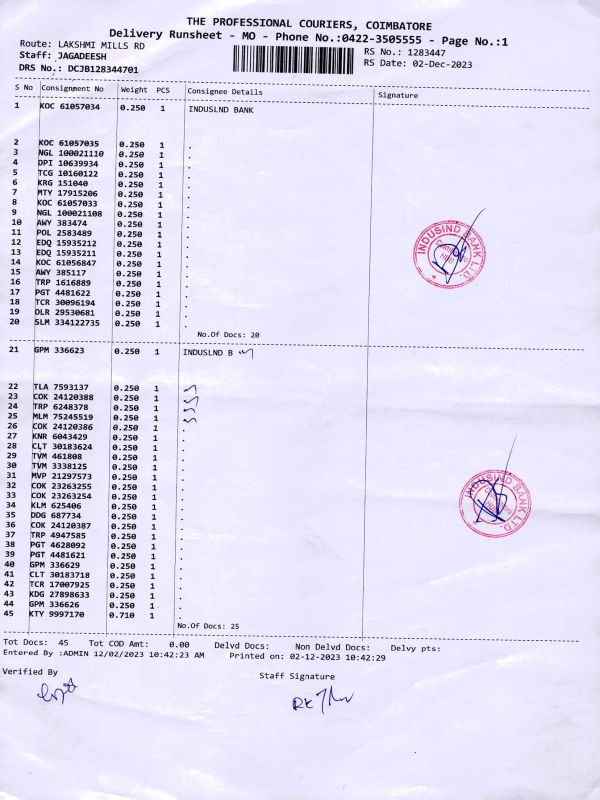 THE PROFESSIONAL COURIERS, COIMBATORE
Delivery Runsheet - MO - Phone No.:0422-3505555 - Page No.:1
Route: LAKSHMI MILLS RD
RS No.: 1283447
Staff: JAGADEESH
RS Date: 02-Dec-2023
DRS No.: DCJB128344701
S No Consignment No Weight PCS Consignee Details Signature
1 KOC 61057034 0.250 1 INDUSLND BANK
2 KOC 61057035 0.250 1 .
3 NGL 100021110 0.250 1 .
4 DPI 10639934 0.250 1 .
5 TCG 10160122 0.250 1 .
6 KRG 151040 0.250 1 .
7 MTY 17915206 0.250 1 .
8 KOC 61057033 0.250 1 .
9 NGL 100021108 0.250 1 .
10 AWY 383474 0.250 1 .
11 POL 2583489 0.250 1 .
12 EDQ 15935212 0.250 1 .
13 EDQ 15935211 0.250 1 .
14 KOC 61056847 0.250 1 .
15 AWY 385117 0.250 1 .
16 TRP 1616889 0.250 1 .
17 PGT 4481622 0.250 1 .
18 TCR 30096194 0.250 1 .
19 DLR 29530681 0.250 1 .
20 SLM 334122735 0.250 1 .
INDUSIND BANK LTD.
No.Of Docs: 20
21 GPM 336623 0.250 1 INDUSLND B
22 TLA 7593137 0.250 1
23 COK 24120388 0.250 1
24 TRP 6248378 0.250 1
25 MLM 75245519 0.250 1
26 COK 24120386 0.250 1 .
27 KNR 6043429 0.250 1 .
28 CLT 30183624 0.250 1 .
29 TVM 461808 0.250 1 .
30 TVM 3338125 0.250 1 .
31 MVP 21297573 0.250 1 .
32 COK 23263255 0.250 1 .
33 COK 23263254 0.250 1 .
34 KLM 625406 0.250 1 .
35 DDG 687734 0.250 1 .
36 COK 24120387 0.250 1 .
37 TRP 4947585 0.250 1 .
38 PGT 4628092 0.250 1 .
39 PGT 4481621 0.250 1 .
40 GPM 336629 0.250 1 .
41 CLT 30183718 0.250 1 .
42 TCR 17007925 0.250 1 .
43 KDG 27898633 0.250 1 .
44 GPM 336626 0.250 1 .
45 KTY 9997170 0.710 1 .
INDUSIND BANK LTD.
No.Of Docs: 25
Tot Docs: 45 Tot COD Amt: 0.00 Delvd Docs: Non Delvd Docs: Delvy pts:
Entered By :ADMIN 12/02/2023 10:42:23 AM Printed on: 02-12-2023 10:42:29
Verified By
Staff Signature